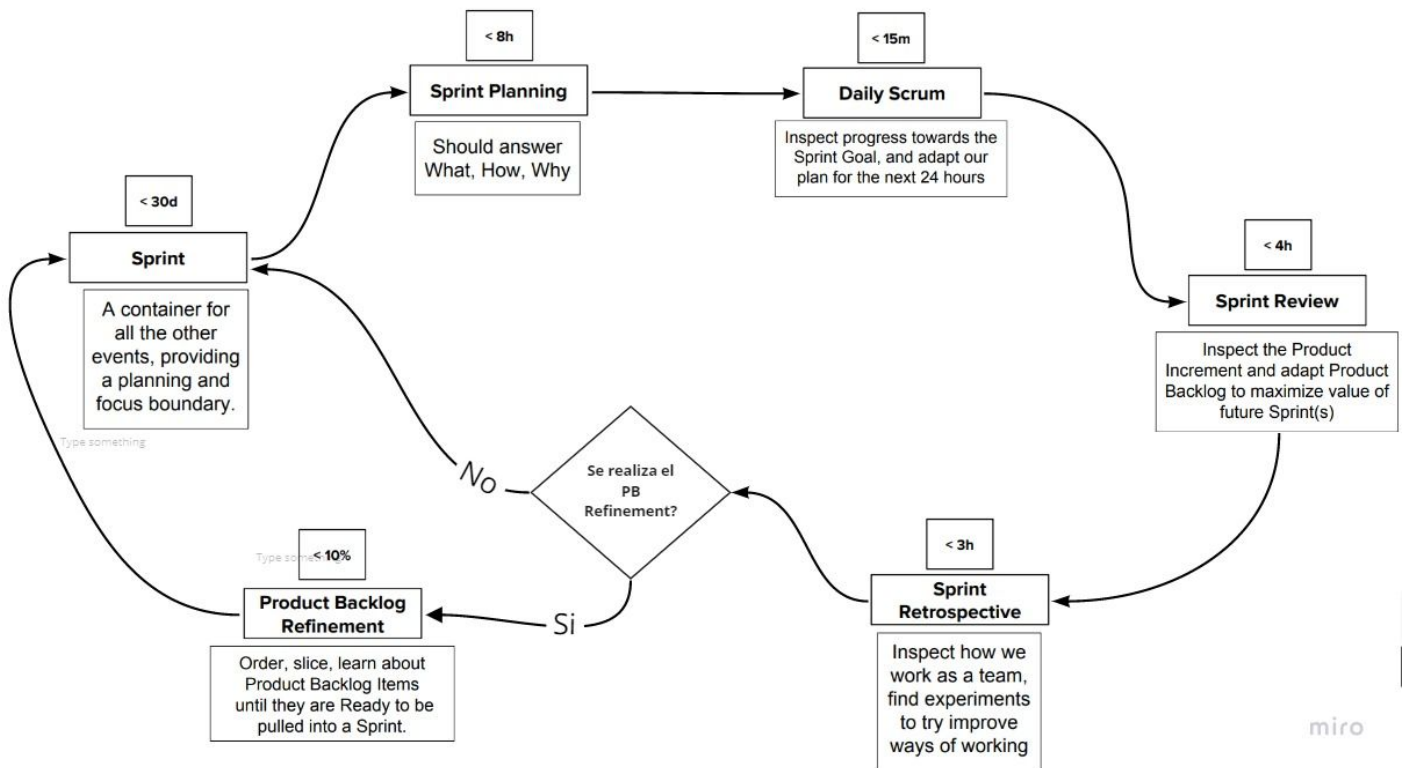 < 8h
Sprint Planning
Should answer
What, How, Why
< 15m
Daily Scrum
Inspect progress towards the
Sprint Goal, and adapt our
plan for the next 24 hours
< 30d
Sprint
A container for
all the other
events, providing
a planning and
focus boundary.
Type something
< 4h
Sprint Review
Inspect the Product
Increment and adapt Product
Backlog to maximize value of
future Sprint(s)
No
Se realiza el
PB
Refinement?
Si
< 3h
Sprint
Retrospective
Inspect how we
work as a team,
find experiments
to try improve
ways of working
Type something
< 10%
Product Backlog
Refinement
Order, slice, learn about
Product Backlog Items
until they are Ready to be
pulled into a Sprint.
miro